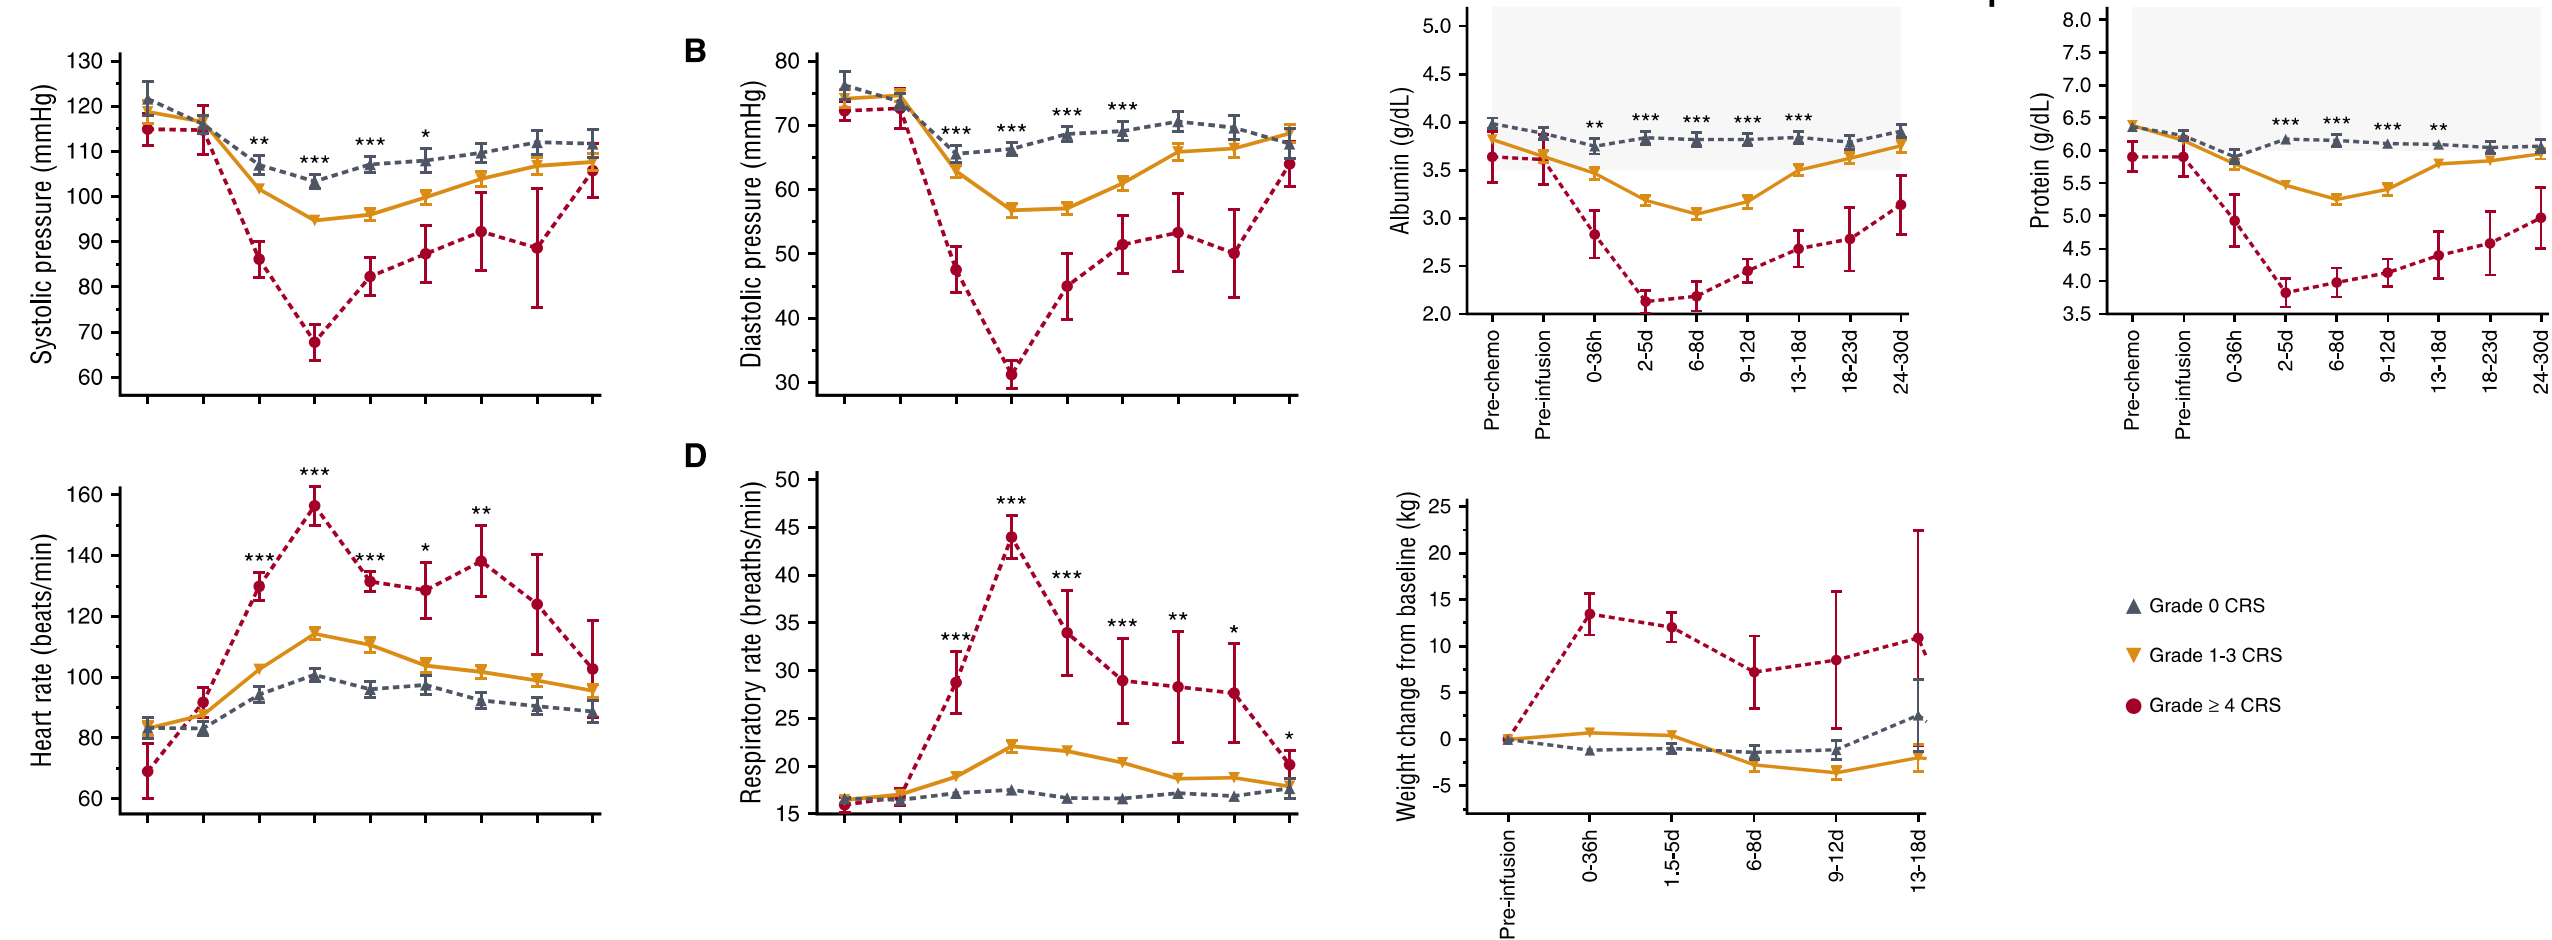 B
D
Systolic pressure (mmHg)
130
120
110
100
90
80
70
60
**
***
***
*
Diastolic pressure (mmHg)
80
70
60
50
40
30
***
***
***
***
Albumin (g/dL)
5.0
4.5
4.0
3.5
3.0
2.5
2.0
**
***
***
***
***
Pre-chemo
Pre-infusion
0-36h
2-5d
6-8d
9-12d
13-18d
18-23d
24-30d
Protein (g/dL)
8.0
7.5
7.0
6.5
6.0
5.5
5.0
4.5
4.0
3.5
***
***
***
**
Pre-chemo
Pre-infusion
0-36h
2-5d
6-8d
9-12d
13-18d
18-23d
24-30d
Heart rate (beats/min)
160
140
120
100
80
60
***
***
***
*
**
Respiratory rate (breaths/min)
50
45
40
35
30
25
20
15
***
***
***
***
**
*
*
Weight change from baseline (kg)
25
20
15
10
5
0
-5
Pre-infusion
0-36h
1.5-5d
6-8d
9-12d
13-18d
Grade 0 CRS
Grade 1-3 CRS
Grade ≥ 4 CRS